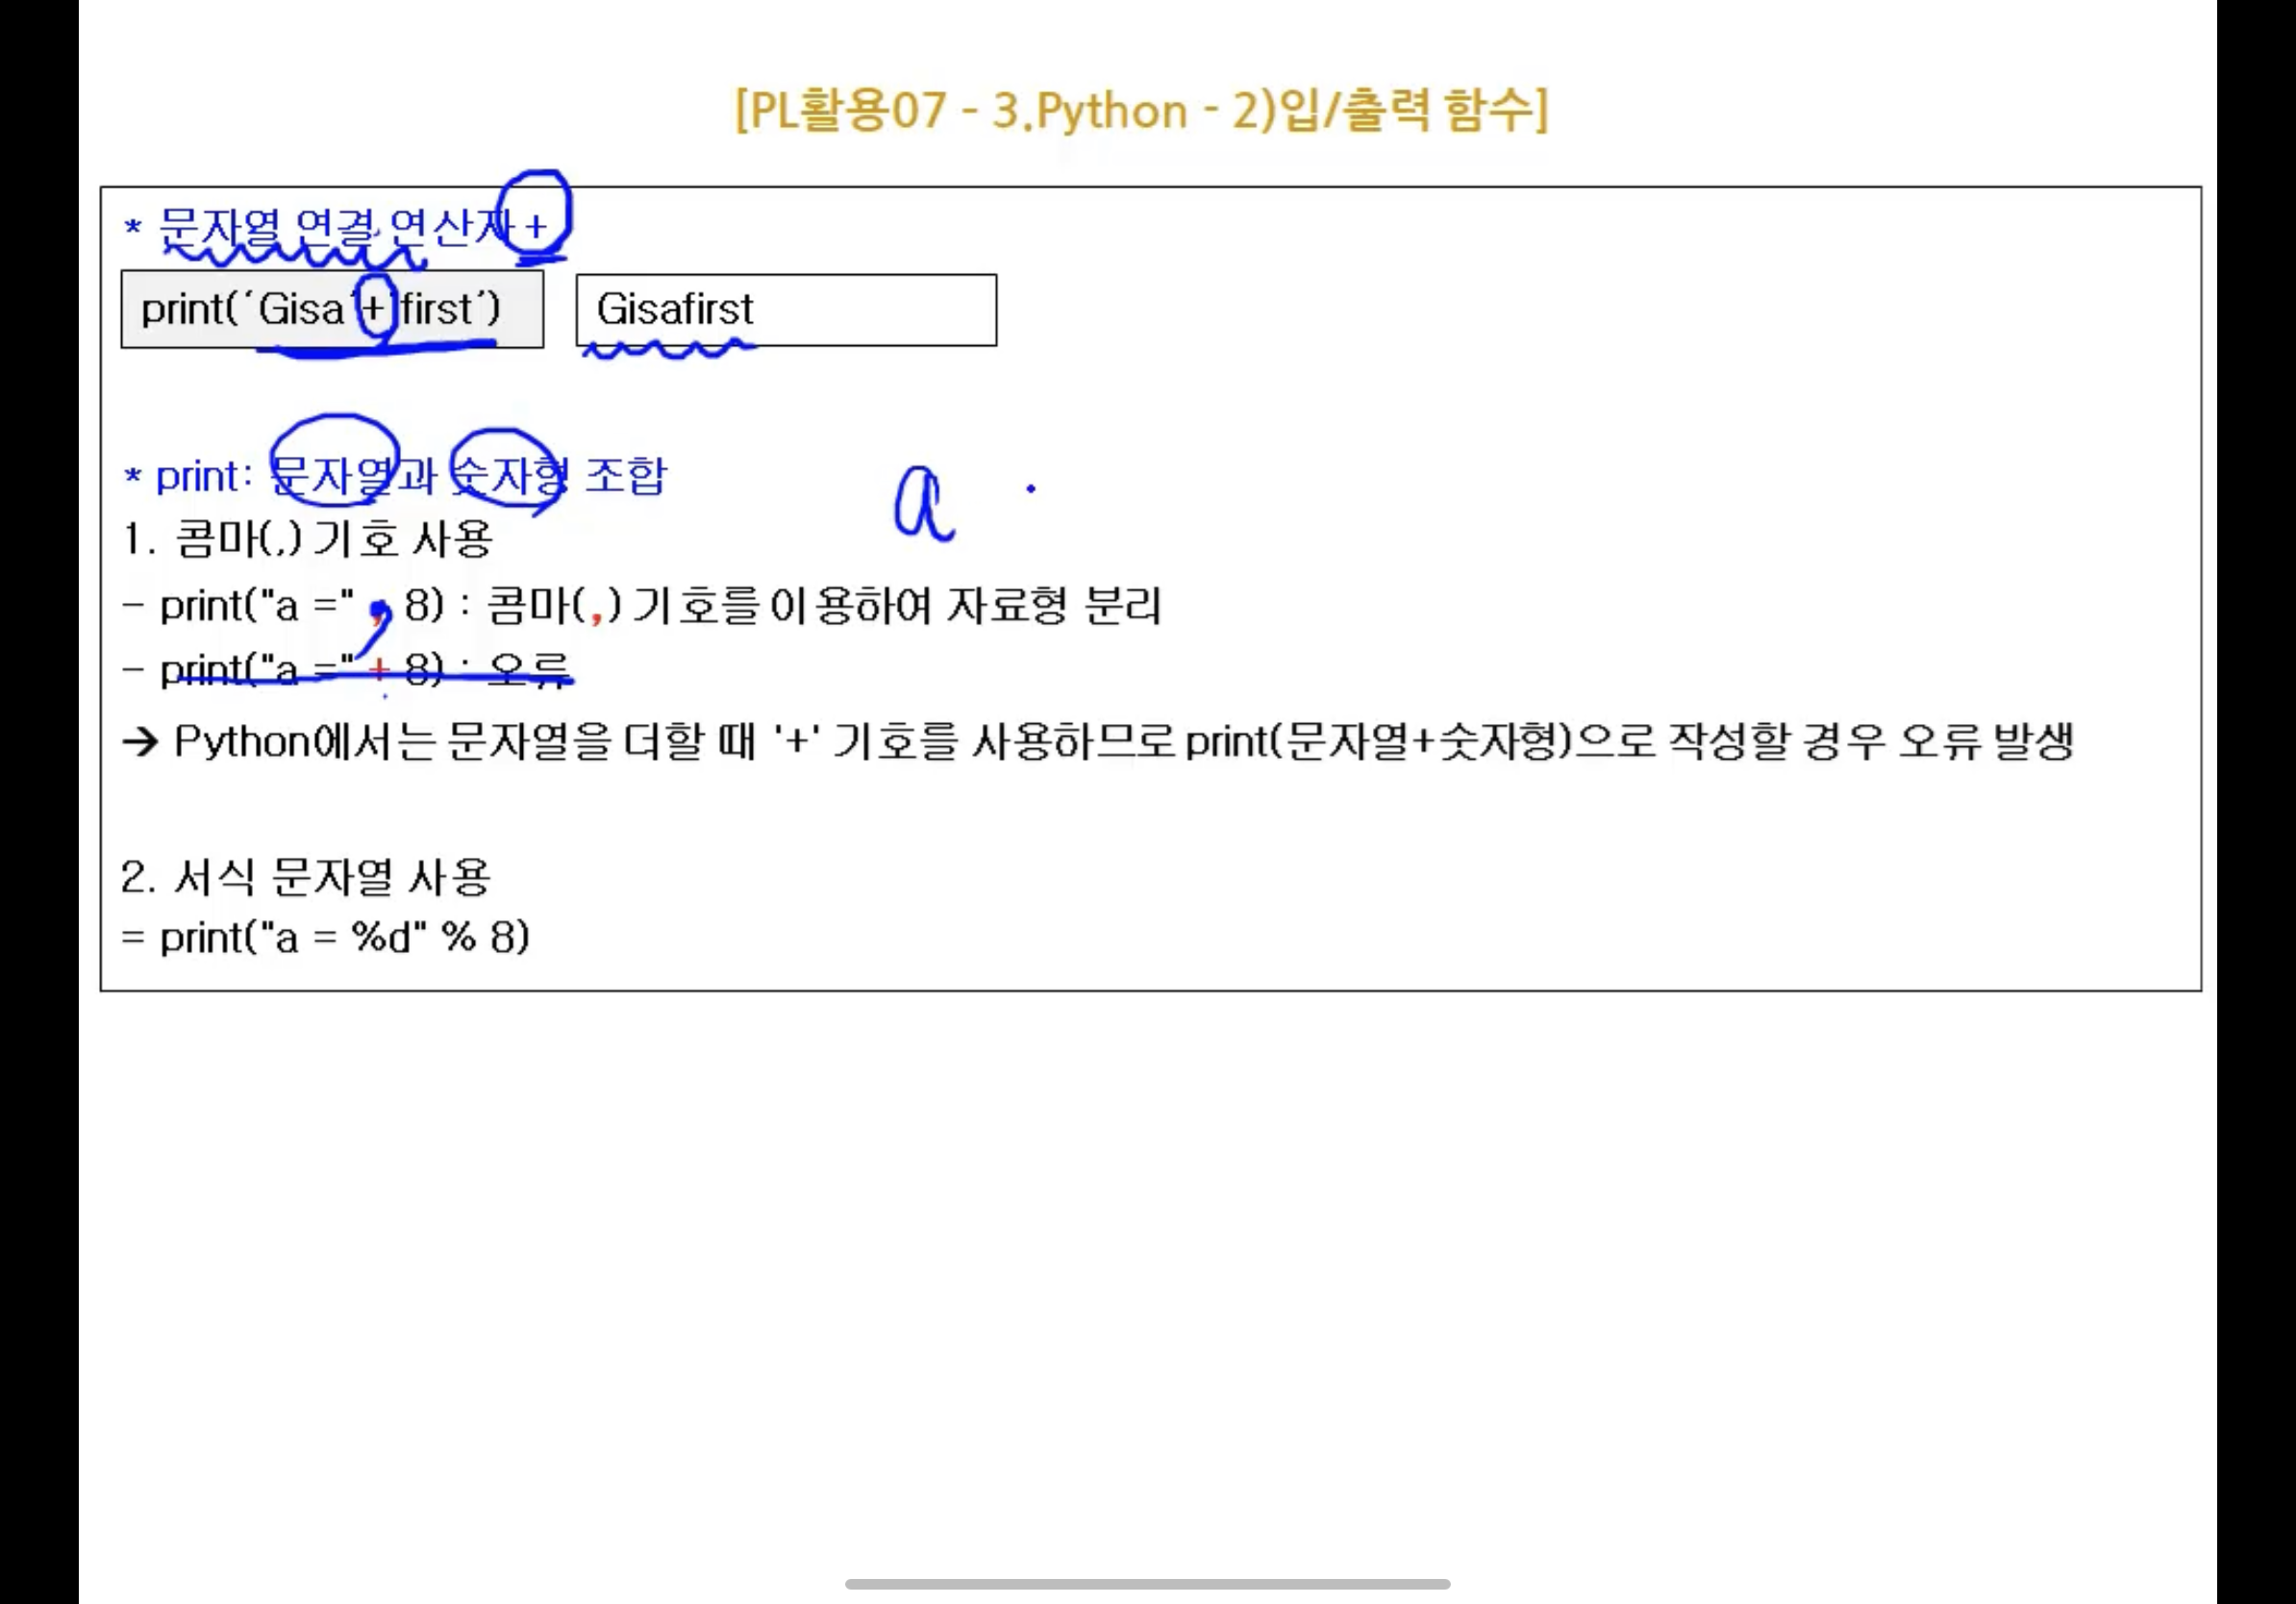 [PL활용07 - 3.Python - 2)입/출력 함수]
* 문자열 연결 연산자 +
print('Gisa'+'first')
Gisafirst
* print: 문자열과 숫자형 조합
a
1. 콤마(,) 기호 사용
- print("a =" , 8) : 콤마(,) 기호를 이용하여 자료형 분리
- print("a =" + 8) : 오류
→ Python에서는 문자열을 더할 때 '+' 기호를 사용하므로 print(문자열+숫자형)으로 작성할 경우 오류 발생
2. 서식 문자열 사용
= print("a = %d" % 8)